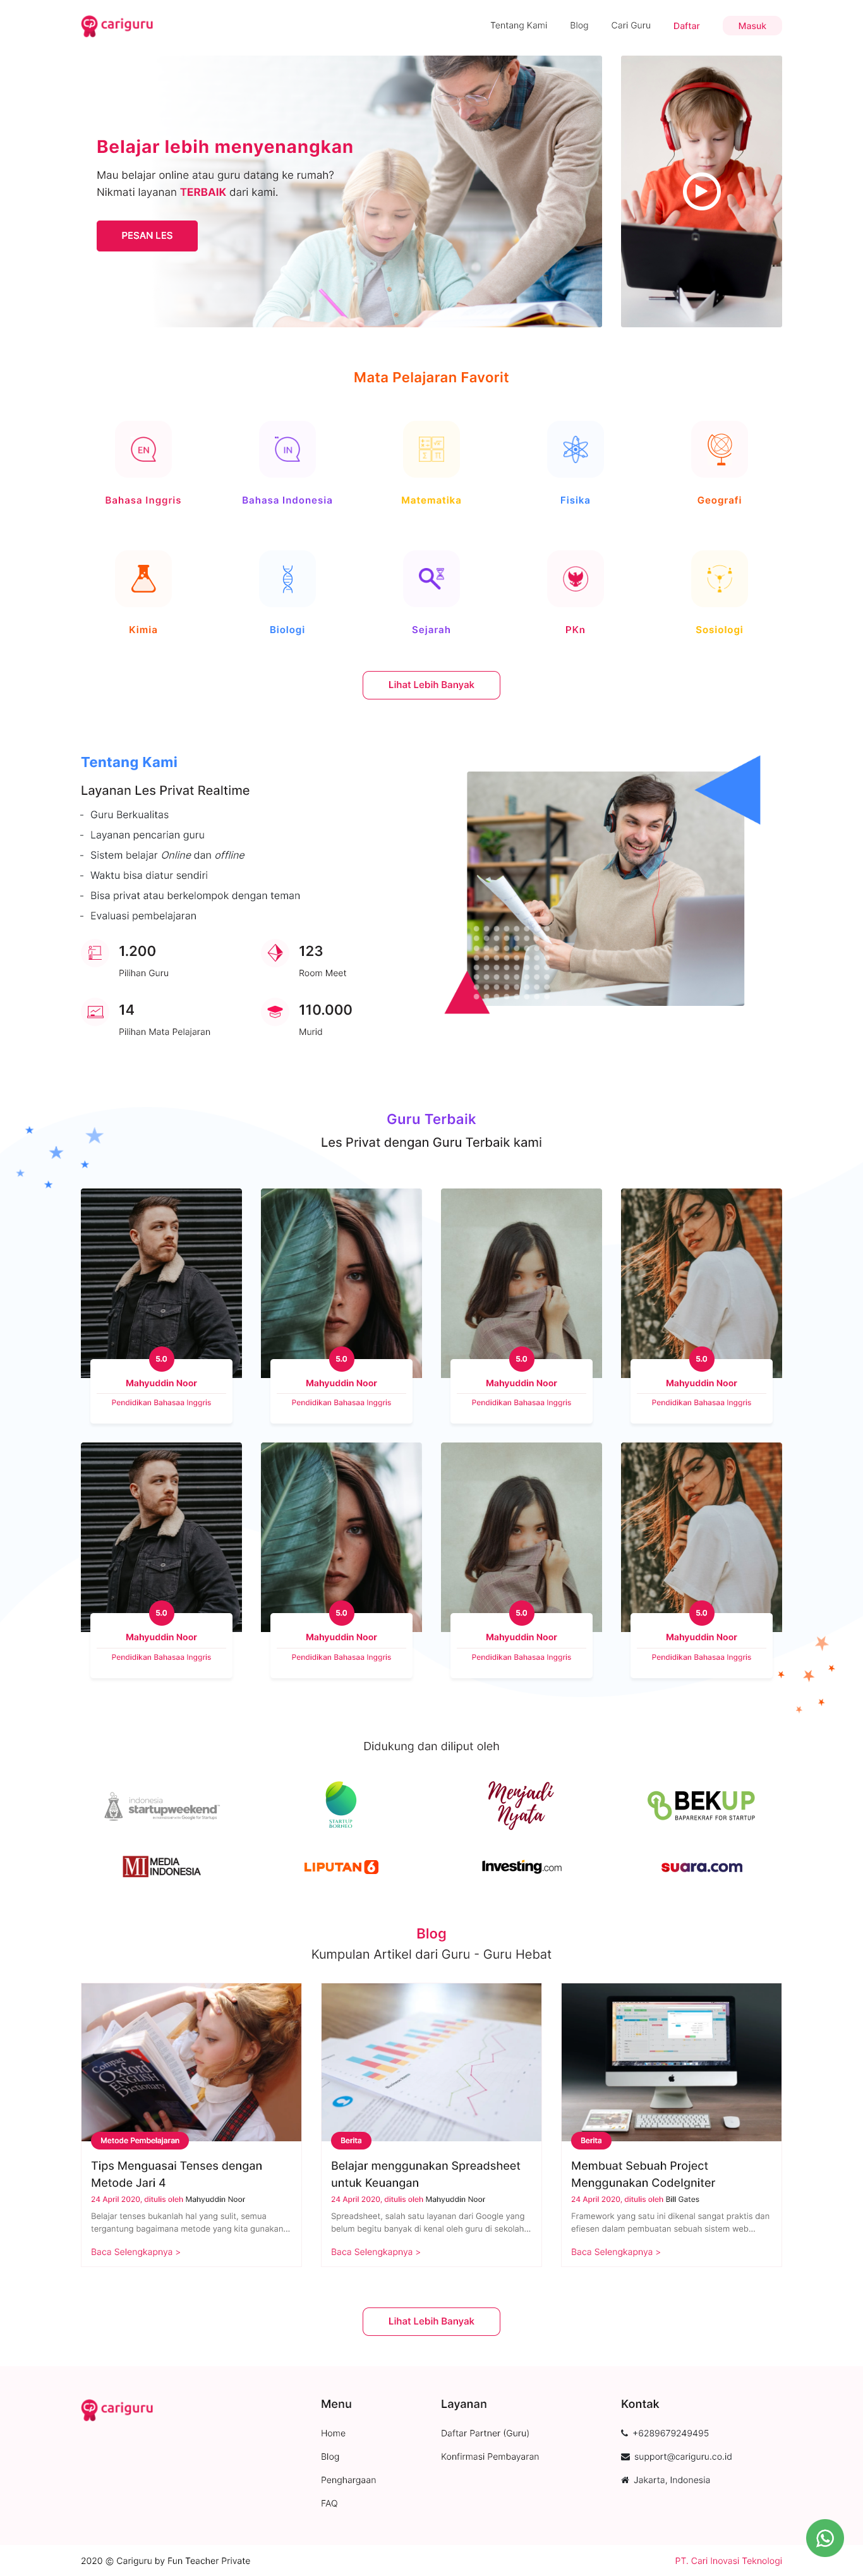 cariguru
Tentang Kami
Blog
Cari Guru
Daftar
Masuk
Belajar lebih menyenangkan
Mau belajar online atau guru datang ke rumah?
Nikmati layanan TERBAIK dari kami.
PESAN LES
Mata Pelajaran Favorit
EN
IN
Bahasa Inggris
Bahasa Indonesia
Matematika
Fisika
Geografi
Kimia
Biologi
Sejarah
PKn
Sosiologi
Lihat Lebih Banyak
Tentang Kami
Layanan Les Privat Realtime
- Guru Berkualitas
- Layanan pencarian guru
- Sistem belajar Online dan offline
- Waktu bisa diatur sendiri
- Bisa privat atau berkelompok dengan teman
- Evaluasi pembelajaran
1.200
Pilihan Guru
123
Room Meet
14
Pilihan Mata Pelajaran
110.000
Murid
Guru Terbaik
Les Privat dengan Guru Terbaik kami
5.0
Mahyuddin Noor
Pendidikan Bahasaa Inggris
5.0
Mahyuddin Noor
Pendidikan Bahasaa Inggris
5.0
Mahyuddin Noor
Pendidikan Bahasaa Inggris
5.0
Mahyuddin Noor
Pendidikan Bahasaa Inggris
5.0
Mahyuddin Noor
Pendidikan Bahasaa Inggris
5.0
Mahyuddin Noor
Pendidikan Bahasaa Inggris
5.0
Mahyuddin Noor
Pendidikan Bahasaa Inggris
5.0
Mahyuddin Noor
Pendidikan Bahasaa Inggris
Didukung dan diliput oleh
indonesia
startupweekend
STARTUP
BORNEO
Menjadi
Nyata
BEKUP
BAPAREKRAF FOR STARTUP
MI MEDIA
INDONESIA
LIPUTAN 6
Investing.com
suara.com
Blog
Kumpulan Artikel dari Guru - Guru Hebat
Compact
Oxford
ENGLISH
Dictionary
Metode Pembelajaran
Tips Menguasai Tenses dengan
Metode Jari 4
24 April 2020, ditulis oleh Mahyuddin Noor
Belajar tenses bukanlah hal yang sulit, semua
tergantung bagaimana metode yang kita gunakan...
Baca Selengkapnya >
Berita
Belajar menggunakan Spreadsheet
untuk Keuangan
24 April 2020, ditulis oleh Mahyuddin Noor
Spreadsheet, salah satu layanan dari Google yang
belum begitu banyak di kenal oleh guru di sekolah...
Baca Selengkapnya >
Berita
Membuat Sebuah Project
Menggunakan CodeIgniter
24 April 2020, ditulis oleh Bill Gates
Framework yang satu ini dikenal sangat praktis dan
efiesen dalam pembuatan sebuah sistem web...
Baca Selengkapnya >
Lihat Lebih Banyak
cariguru
Menu
Home
Blog
Penghargaan
FAQ
Layanan
Daftar Partner (Guru)
Konfirmasi Pembayaran
Kontak
+6289679249495
support@cariguru.co.id
Jakarta, Indonesia
2020 © Cariguru by Fun Teacher Private
PT. Cari Inovasi Teknologi